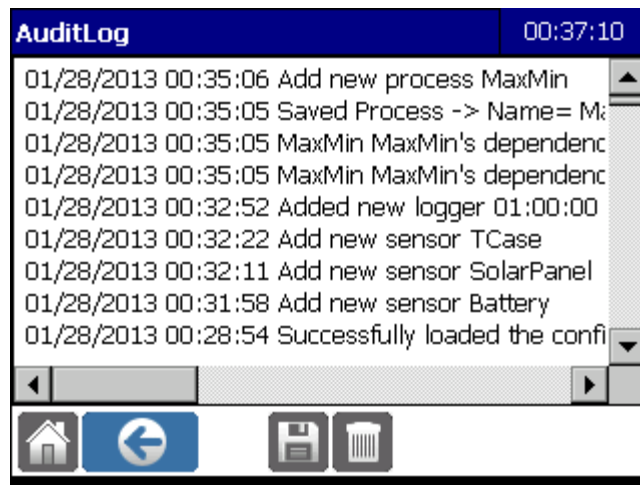 AuditLog
00:37:10
01/28/2013 00:35:06 Add new process MaxMin
01/28/2013 00:35:05 Saved Process -> Name= Ma
01/28/2013 00:35:05 MaxMin MaxMin's dependenc
01/28/2013 00:35:05 MaxMin MaxMin's dependenc
01/28/2013 00:32:52 Added new logger 01:00:00
01/28/2013 00:32:22 Add new sensor TCase
01/28/2013 00:32:11 Add new sensor SolarPanel
01/28/2013 00:31:58 Add new sensor Battery
01/28/2013 00:28:54 Successfully loaded the confi